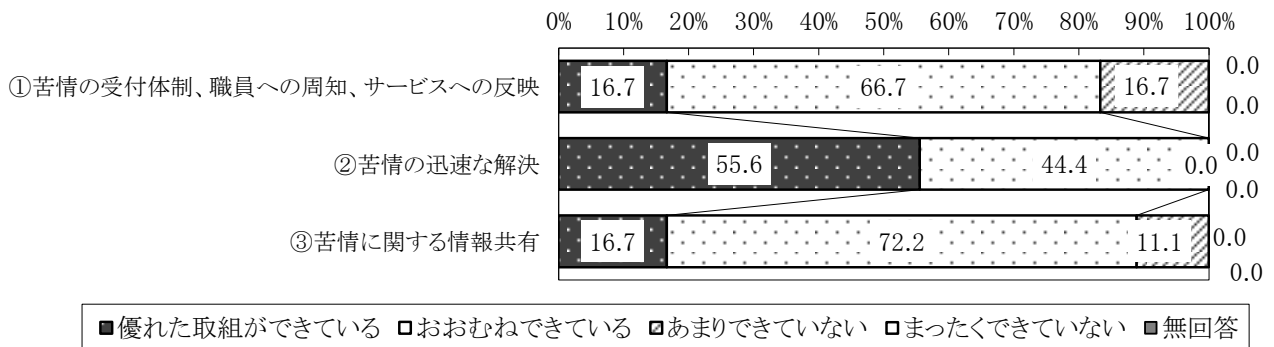 0% 10% 20% 30% 40% 50% 60% 70% 80% 90% 100%
①苦情の受付体制、職員への周知、サービスへの反映 16.7 66.7 16.7 0.0
0.0
②苦情の迅速な解決 55.6 44.4 0.0 0.0
0.0
③苦情に関する情報共有 16.7 72.2 11.1 0.0
0.0
優れた取組ができている おおむねできている あまりできていない まったくできていない 無回答